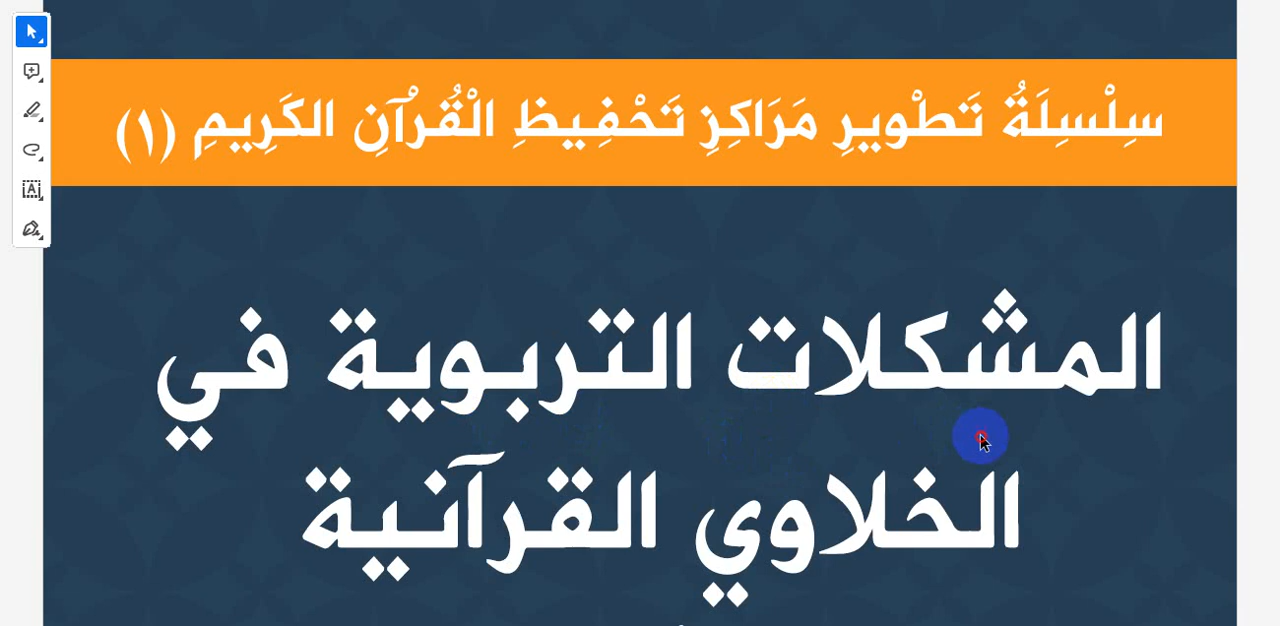 سِلْسِلَةُ تَطْوِيرِ مَرَاكِزِ تَحْفِيظِ الْقُرْآنِ الكَرِيمِ (١)
المشكلات التربوية في
الخلاوي القرآنية